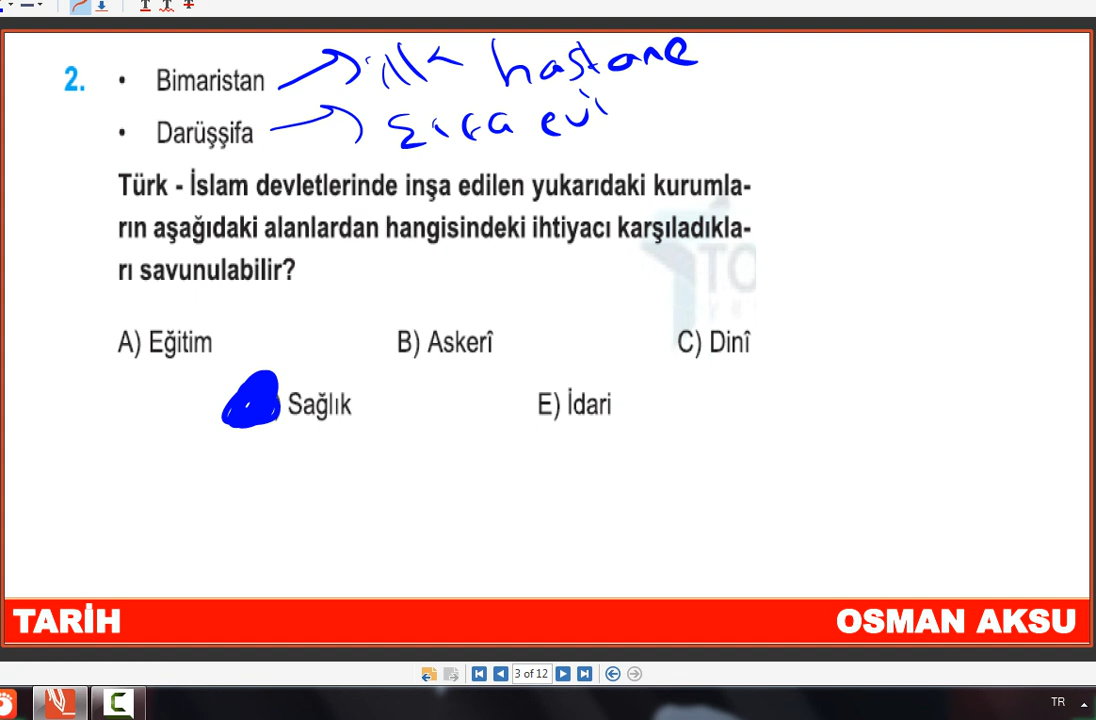 2. • Bimaristan ilk hastane
• Darüşşifa şifa evi
Türk - İslam devletlerinde inşa edilen yukarıdaki kurumla-
rın aşağıdaki alanlardan hangisindeki ihtiyacı karşıladıkla-
rı savunulabilir?
A) Eğitim B) Askerî C) Dinî
) Sağlık E) İdari
TARİH OSMAN AKSU
3 of 12
TR